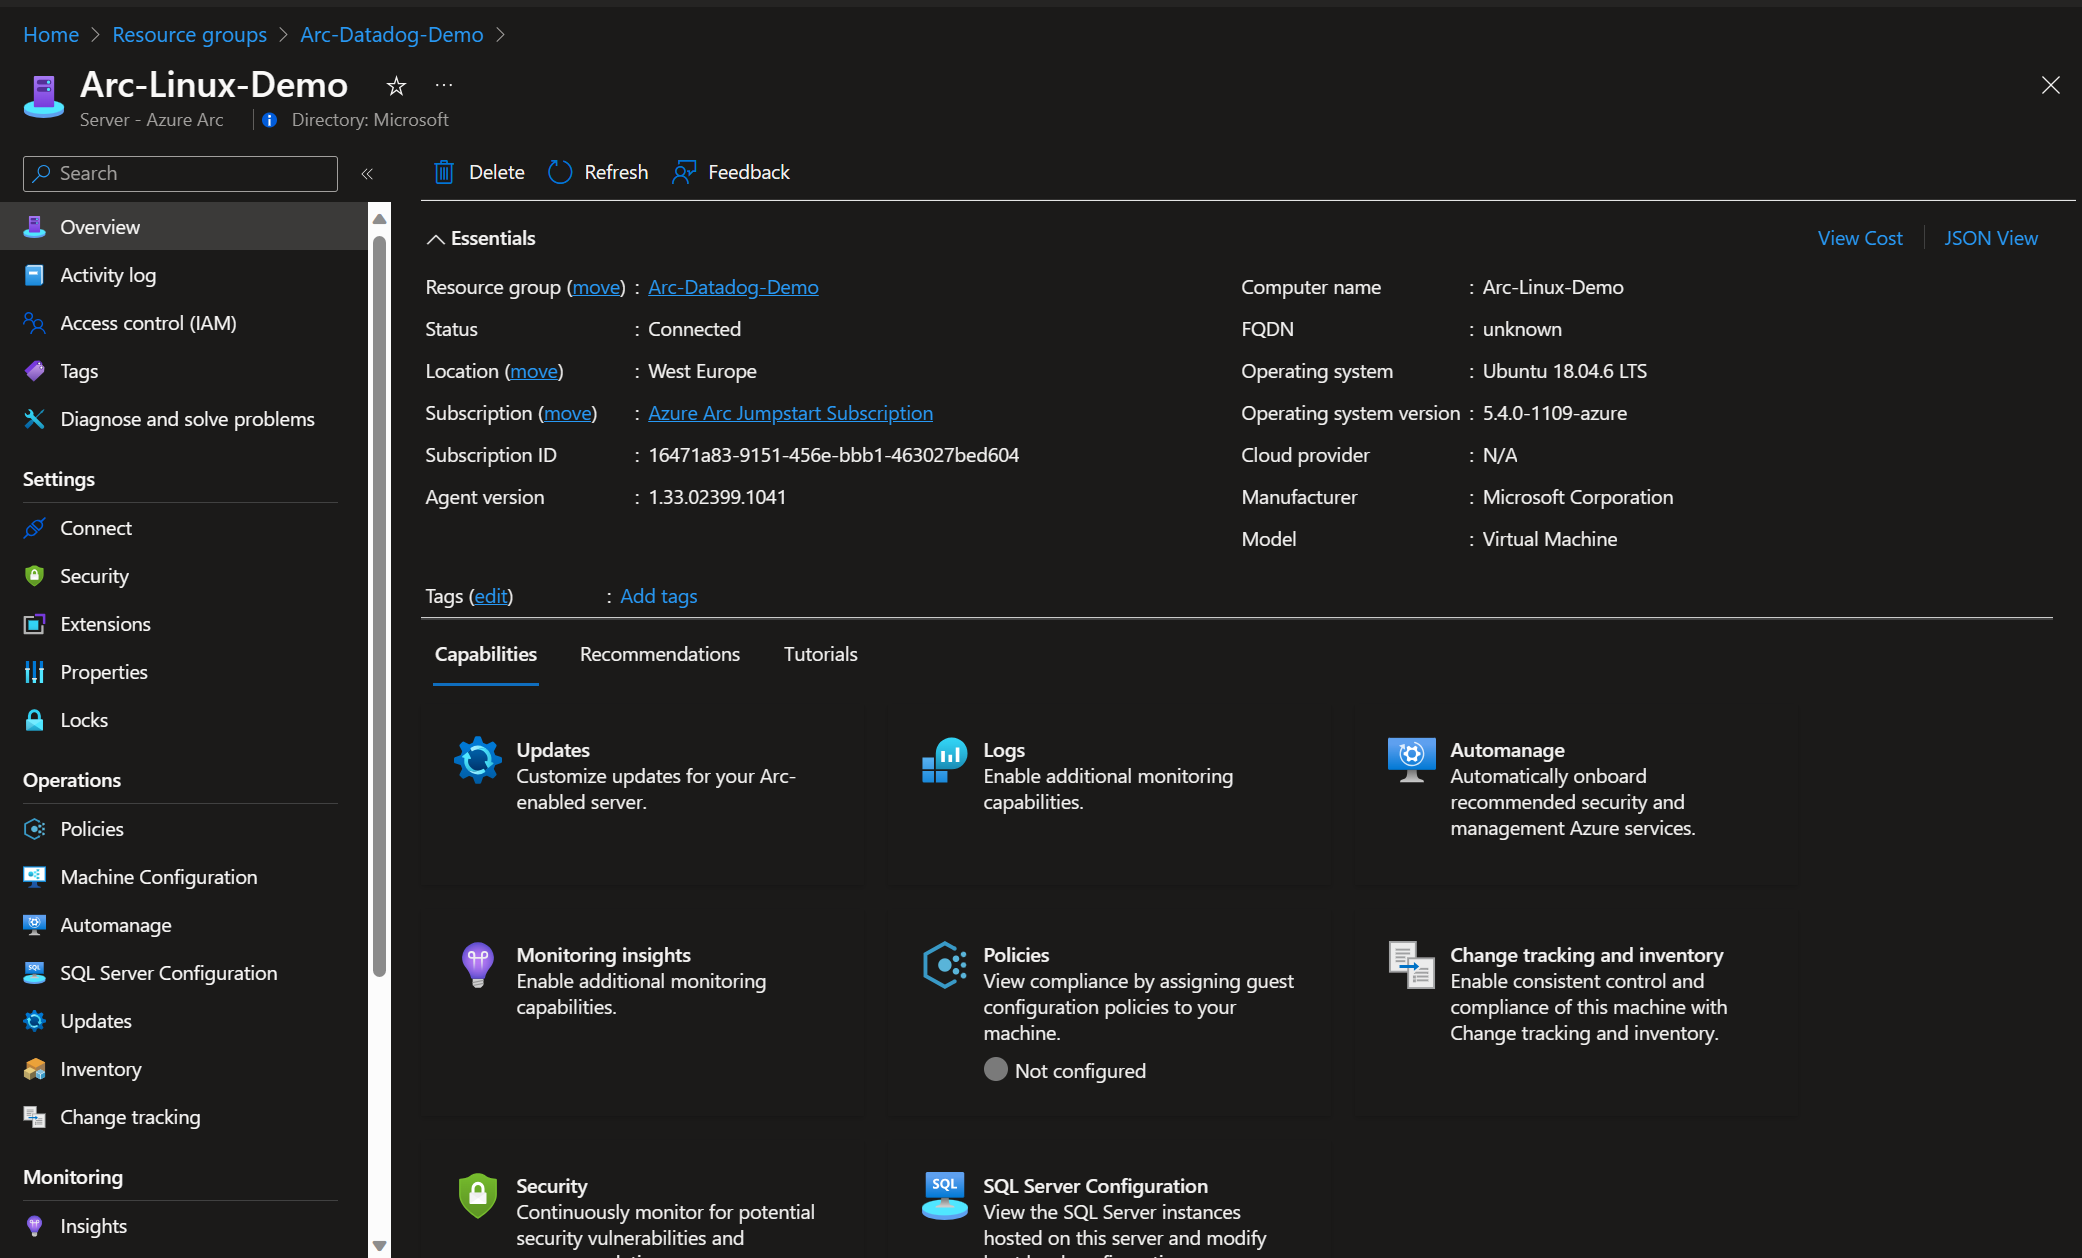 Home > Resource groups > Arc-Datadog-Demo >
Arc-Linux-Demo ☆ ...
Server - Azure Arc | Directory: Microsoft
Search «
Overview
Activity log
Access control (IAM)
Tags
Diagnose and solve problems
Settings
Connect
Security
Extensions
Properties
Locks
Operations
Policies
Machine Configuration
Automanage
SQL Server Configuration
Updates
Inventory
Change tracking
Monitoring
Insights
Delete Refresh Feedback
Essentials
View Cost JSON View
Resource group (move) : Arc-Datadog-Demo
Status : Connected
Location (move) : West Europe
Subscription (move) : Azure Arc Jumpstart Subscription
Subscription ID : 16471a83-9151-456e-bbb1-463027bed604
Agent version : 1.33.02399.1041
Computer name : Arc-Linux-Demo
FQDN : unknown
Operating system : Ubuntu 18.04.6 LTS
Operating system version : 5.4.0-1109-azure
Cloud provider : N/A
Manufacturer : Microsoft Corporation
Model : Virtual Machine
Tags (edit) : Add tags
Capabilities Recommendations Tutorials
Updates
Customize updates for your Arc-
enabled server.
Logs
Enable additional monitoring
capabilities.
Automanage
Automatically onboard
recommended security and
management Azure services.
Monitoring insights
Enable additional monitoring
capabilities.
Policies
View compliance by assigning guest
configuration policies to your
machine.
Not configured
Change tracking and inventory
Enable consistent control and
compliance of this machine with
Change tracking and inventory.
Security
Continuously monitor for potential
security vulnerabilities and
SQL
SQL Server Configuration
View the SQL Server instances
hosted on this server and modify